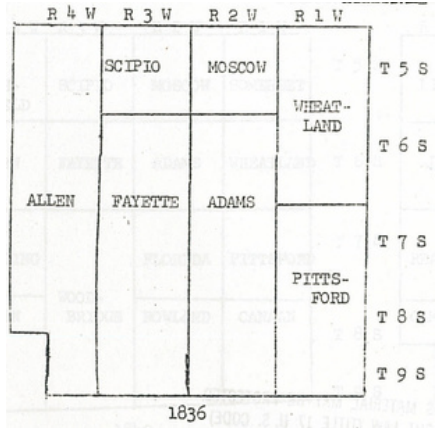 R 4 W R 3 W R 2 W R 1 W
SCIPIO MOSCOW
T 5 S
WHEAT-
LAND
T 6 S
ALLEN FAYETTE ADAMS
T 7 S
PITTS-
FORD
T 8 S
T 9 S
1836